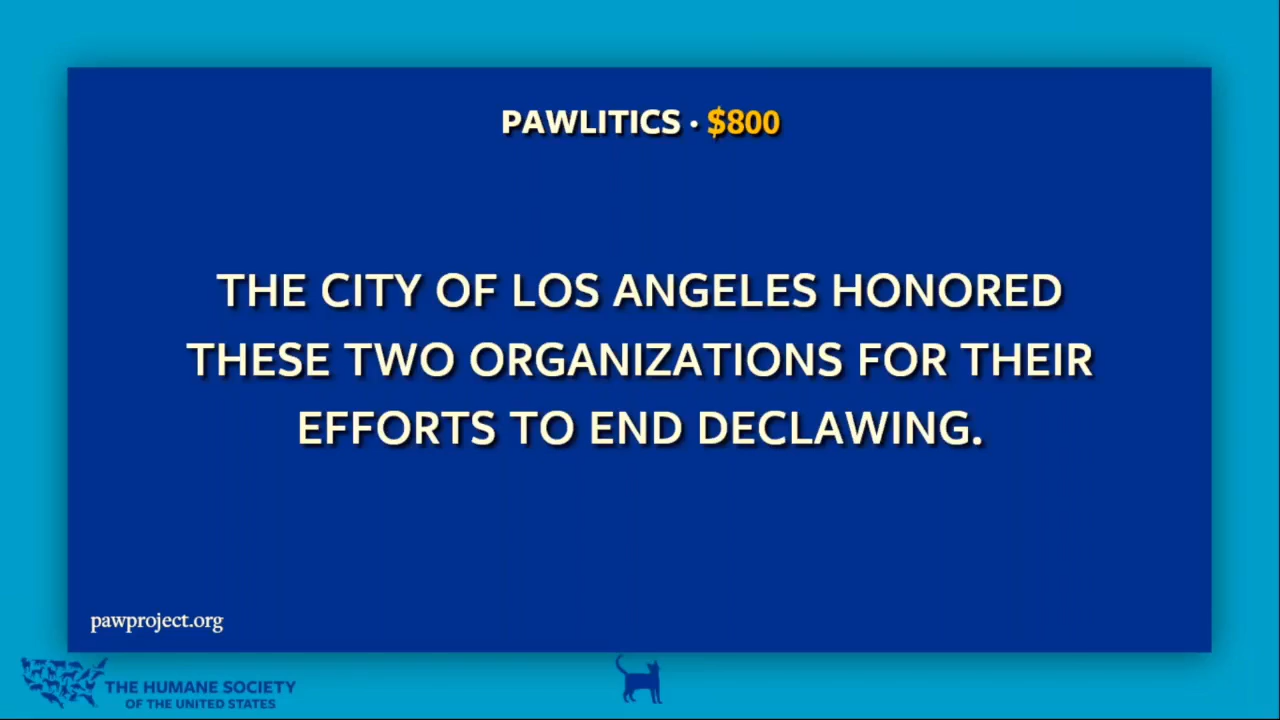 PAWLITICS · $800
THE CITY OF LOS ANGELES HONORED
THESE TWO ORGANIZATIONS FOR THEIR
EFFORTS TO END DECLAWING.
pawproject.org
THE HUMANE SOCIETY
OF THE UNITED STATES